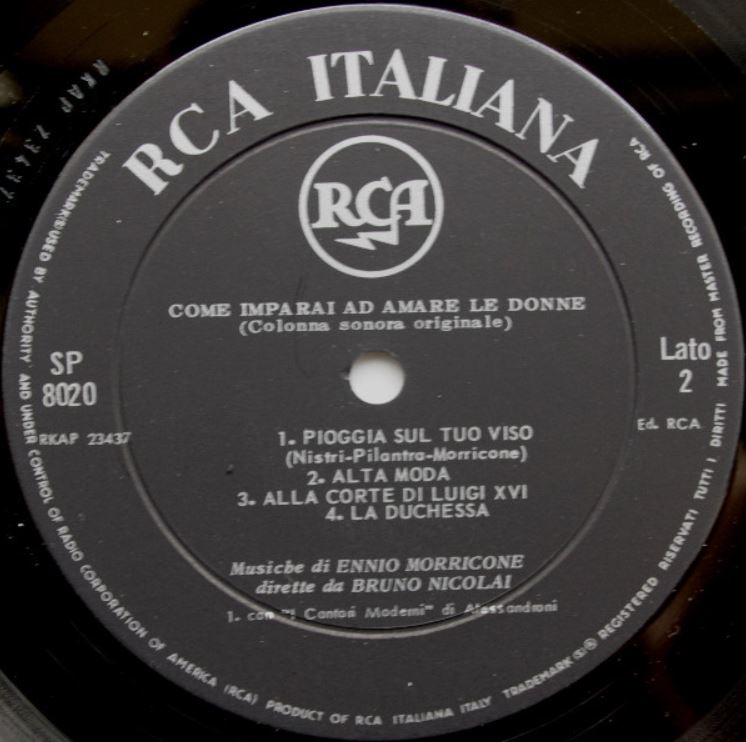 RCA ITALIANA
RCA
COME IMPARAI AD AMARE LE DONNE
(Colonna sonora originale)
SP
8020
RKAP 23437
Lato
2
Ed. RCA
1. PIOGGIA SUL TUO VISO
(Nistri-Pilantra-Morricone)
2. ALTA MODA
3. ALLA CORTE DI LUIGI XVI
4. LA DUCHESSA
Musiche di ENNIO MORRICONE
dirette da BRUNO NICOLAI
1. con "I Cantori Moderni" di Alessandroni
TRADEMARK USED BY AUTHORITY AND UNDER CONTROL OF RADIO CORPORATION OF AMERICA (RCA) PRODUCT OF RCA ITALIANA ITALY TRADEMARK(S) ® REGISTERED RISERVATI TUTTI I DIRITTI MADE FROM MASTER RECORDING OF RCA
RKAP 23437